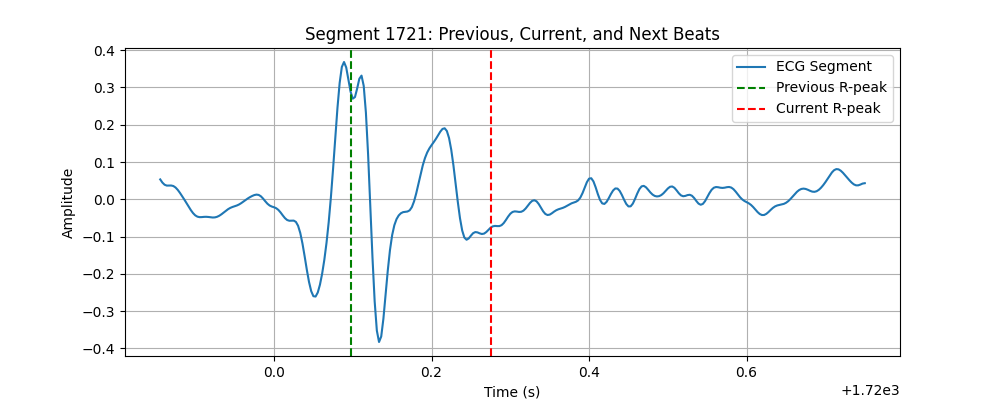 Segment 1721: Previous, Current, and Next Beats
ECG Segment
Previous R-peak
Current R-peak
Amplitude
0.4
0.3
0.2
0.1
0.0
−0.1
−0.2
−0.3
−0.4
0.0 0.2 0.4 0.6
Time (s)
+1.72e3